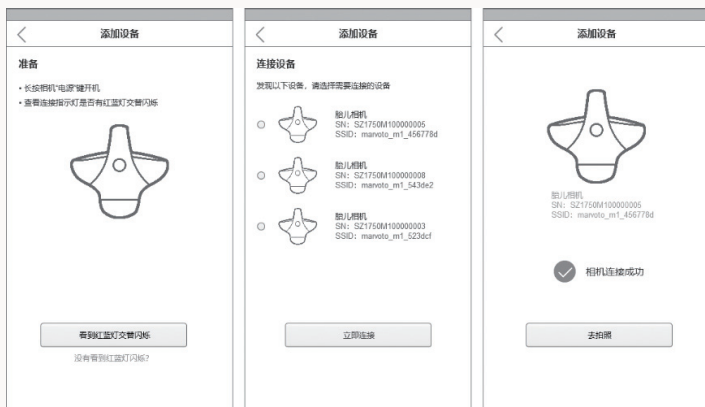 添加设备
准备
• 长按相机“电源”键开机
• 查看连接指示灯是否有红蓝灯交替闪烁
看到红蓝灯交替闪烁
没有看到红蓝灯闪烁?
添加设备
连接设备
发现以下设备，请选择需要连接的设备
胎儿相机
SN: SZ1750M100000005
SSID: marvoto_m1_456778d
胎儿相机
SN: SZ1750M100000008
SSID: marvoto_m1_543de2
胎儿相机
SN: SZ1750M100000003
SSID: marvoto_m1_523dcf
立即连接
添加设备
胎儿相机
SN: SZ1750M100000005
SSID: marvoto_m1_456778d
相机连接成功
去拍照